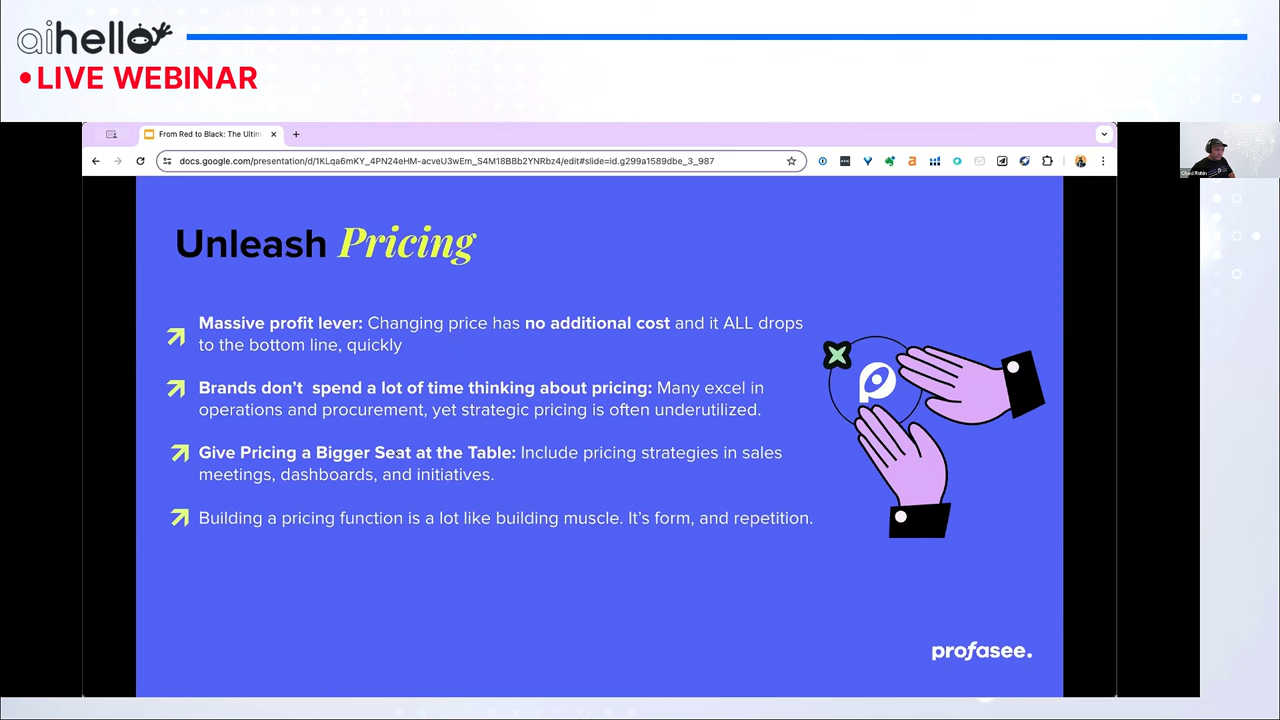 aihello
•LIVE WEBINAR
From Red to Black: The Ultim
docs.google.com/presentation/d/1KLqa6mKY_4PN24eHM-acveU3wEm_S4M18BBb2YNRbz4/edit#slide=id.g299a1589dbe_3_987
Chad Rubin
Unleash Pricing
Massive profit lever: Changing price has no additional cost and it ALL drops
to the bottom line, quickly
Brands don’t  spend a lot of time thinking about pricing: Many excel in
operations and procurement, yet strategic pricing is often underutilized.
Give Pricing a Bigger Seat at the Table: Include pricing strategies in sales
meetings, dashboards, and initiatives.
Building a pricing function is a lot like building muscle. It’s form, and repetition.
profasee.